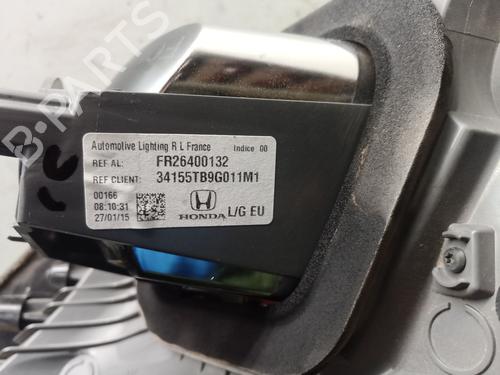 Automotive Lighting R L France Indice 00
REF AL: FR26400132
REF CLIENT: 34155TB9G011M1
00166
08:10:31
27/01/15
HONDA
L/G EU
B-PARTS